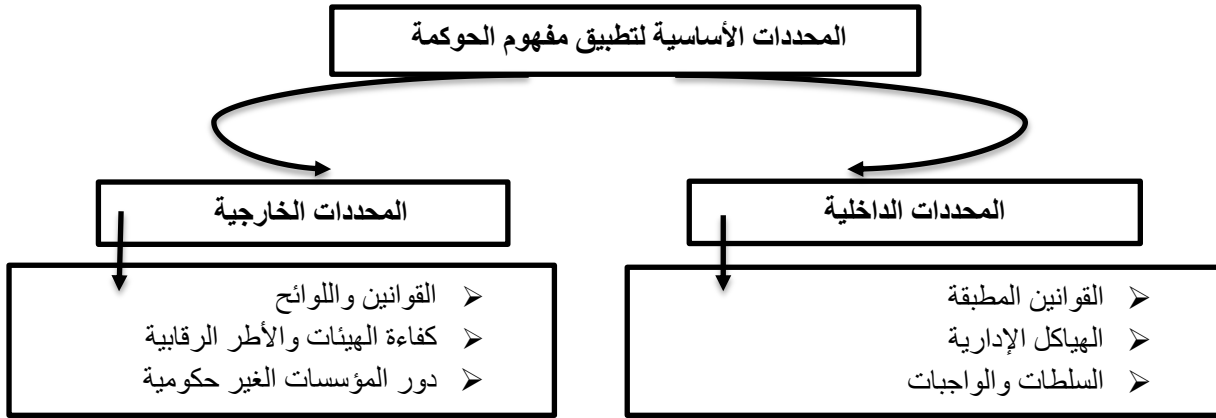 المحددات الأساسية لتطبيق مفهوم الحوكمة
المحددات الداخلية
القوانين المطبقة
الهياكل الإدارية
السلطات والواجبات
المحددات الخارجية
القوانين واللوائح
كفاءة الهيئات والأطر الرقابية
دور المؤسسات الغير حكومية